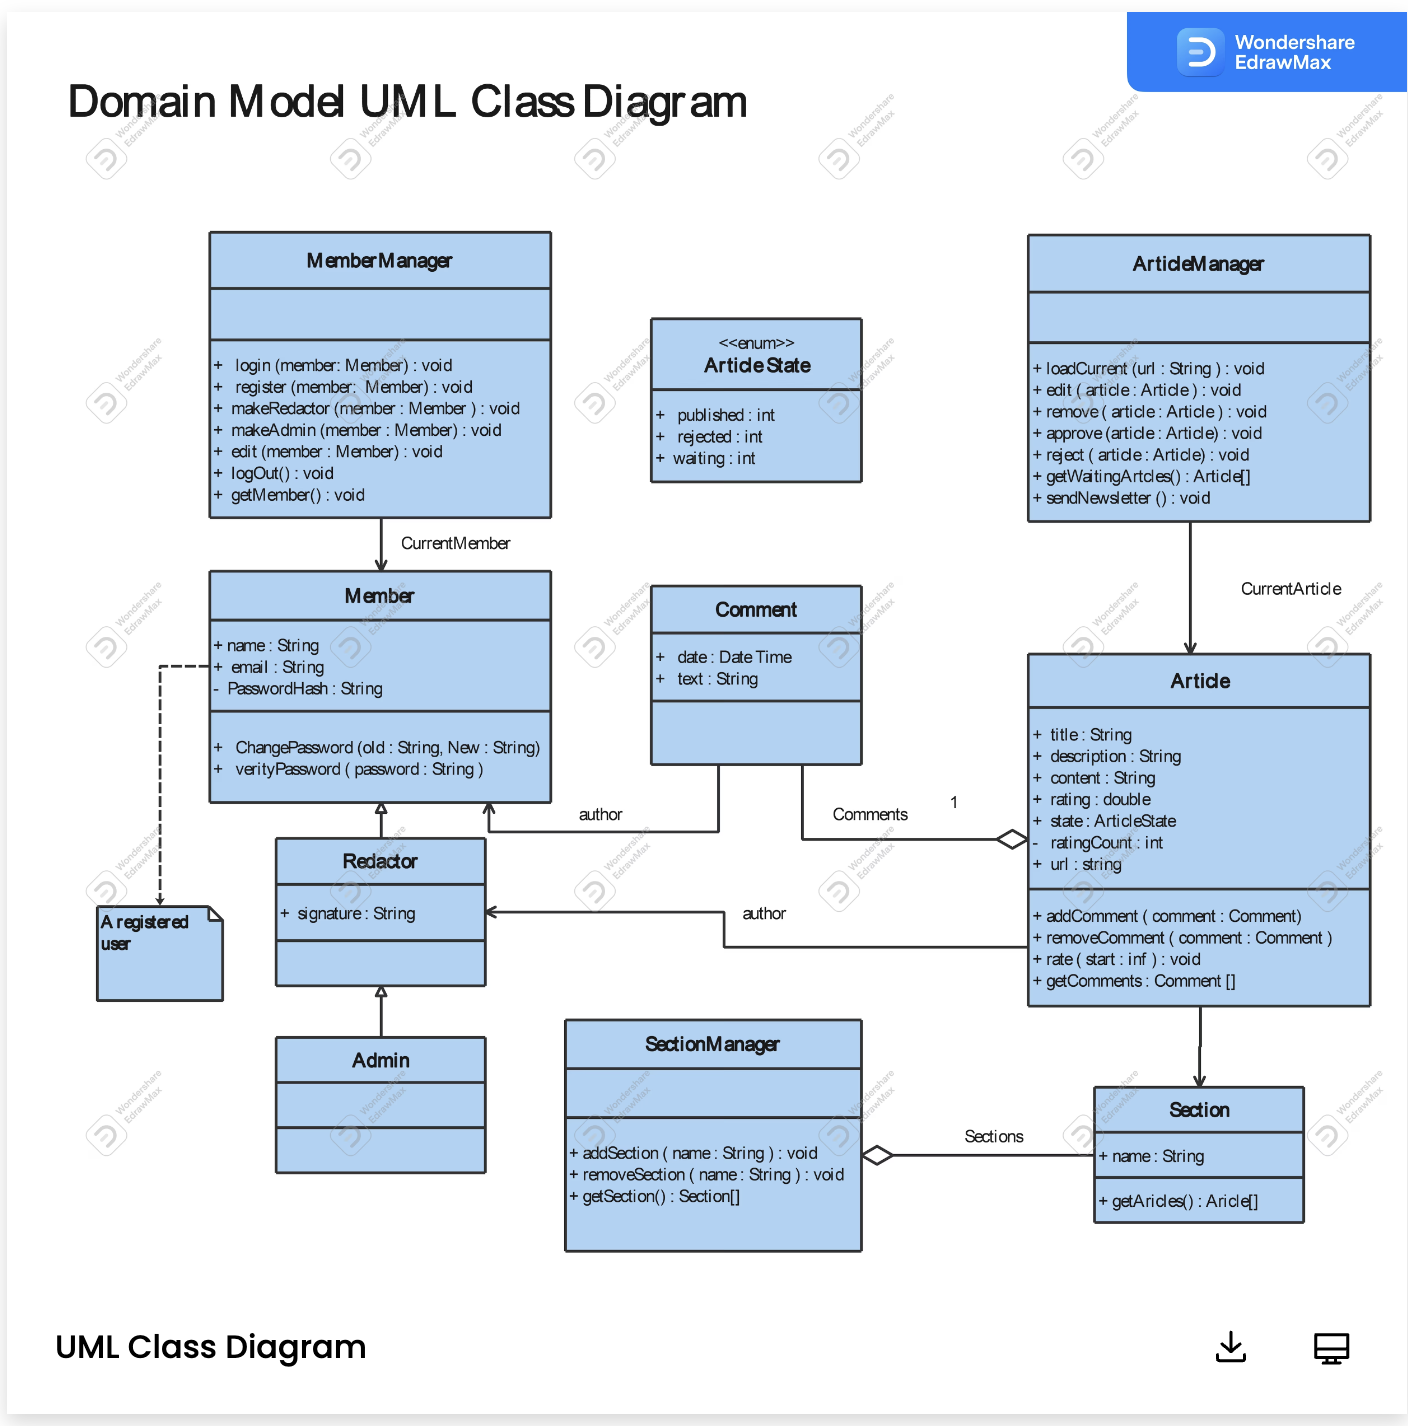 Wondershare
EdrawMax
Domain Model UML Class Diagram
MemberManager
+ login (member: Member) : void
+ register (member: Member) : void
+ makeRedactor (member : Member ) : void
+ makeAdmin (member : Member) : void
+ edit (member : Member) : void
+ logOut() : void
+ getMember() : void
<<enum>>
ArticleState
+ published : int
+ rejected : int
+ waiting : int
ArticleManager
+ loadCurrent (url : String ) : void
+ edit ( article : Article ) : void
+ remove ( article : Article ) : void
+ approve (article : Article) : void
+ reject ( article : Article) : void
+ getWaitingArtcles() : Article[]
+ sendNewsletter () : void
CurrentMember
CurrentArticle
Member
+ name : String
+ email : String
- PasswordHash : String
+ ChangePassword (old : String, New : String)
+ verityPassword ( password : String )
Comment
+ date : Date Time
+ text : String
Article
+ title : String
+ description : String
+ content : String
+ rating : double
+ state : ArticleState
- ratingCount : int
+ url : string
+ addComment ( comment : Comment)
+ removeComment ( comment : Comment )
+ rate ( start : inf ) : void
+ getComments : Comment []
author
Comments
1
Redactor
+ signature : String
author
A registered
user
Admin
SectionManager
+ addSection ( name : String ) : void
+ removeSection ( name : String ) : void
+ getSection() : Section[]
Sections
Section
+ name : String
+ getAricles() : Aricle[]
UML Class Diagram